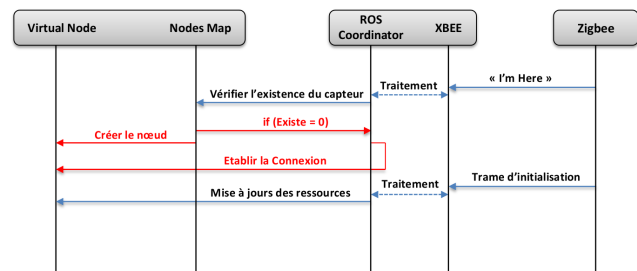 Virtual Node
Nodes Map
ROS
Coordinator
XBEE
Zigbee
« I'm Here »
Traitement
Vérifier l'existence du capteur
if (Existe = 0)
Créer le nœud
Etablir la Connexion
Trame d'initialisation
Traitement
Mise à jours des ressources